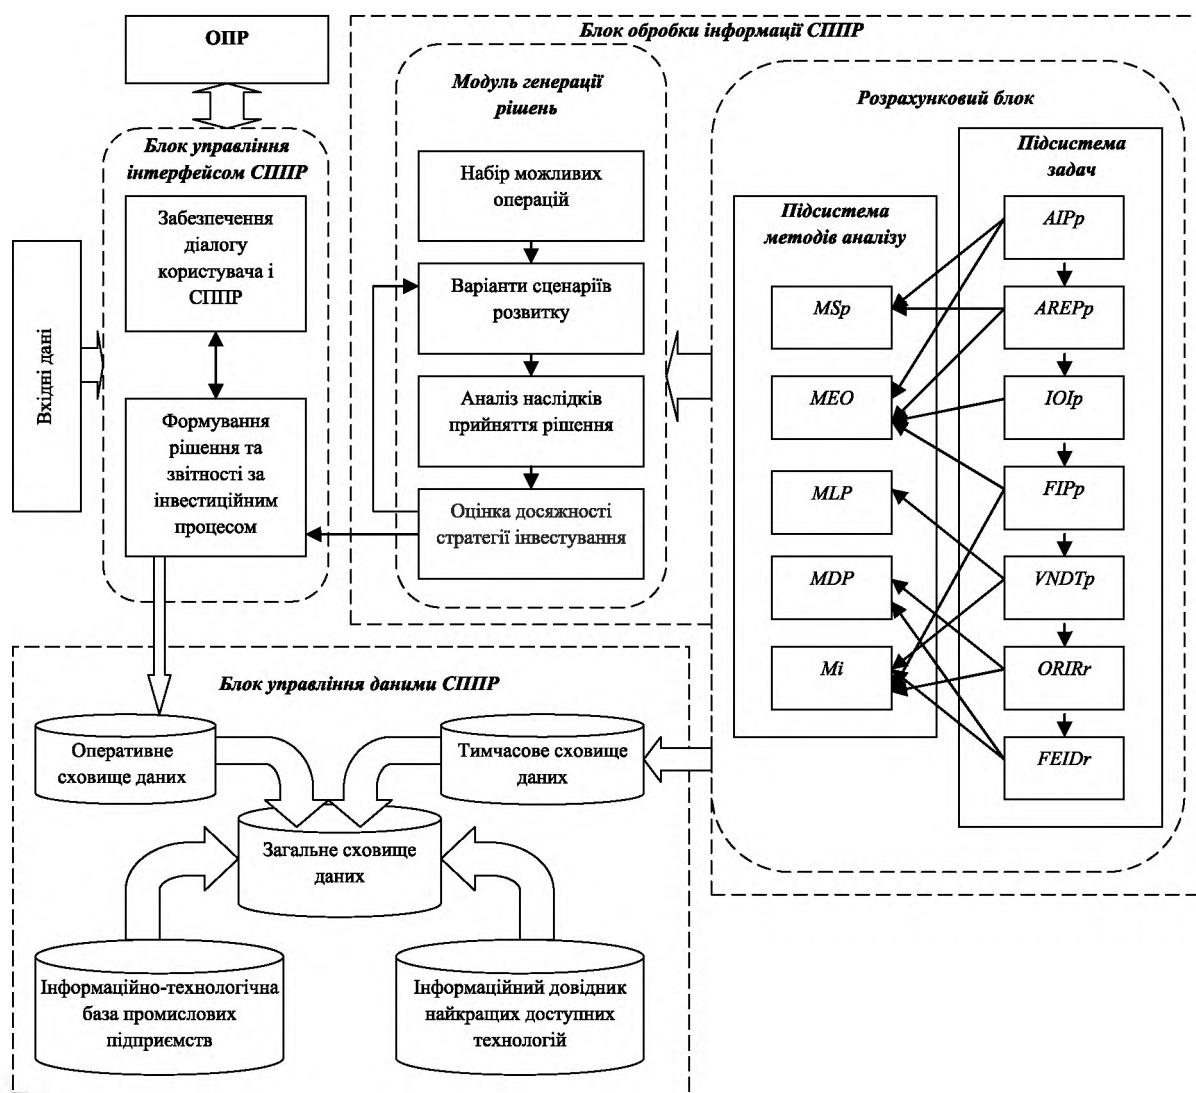 ОПР
Блок управління
інтерфейсом СППР
Забезпечення
діалогу
користувача і
СППР
Формування
рішення та
звітності за
інвестиційним
процесом
Вхідні дані
Блок обробки інформації СППР
Модуль генерації
рішень
Набір можливих
операцій
Варіанти сценаріїв
розвитку
Аналіз наслідків
прийняття рішення
Оцінка досяжності
стратегії інвестування
Розрахунковий блок
Підсистема
методів аналізу
MSp
MEO
MLP
MDP
Mi
Підсистема
задач
AIPp
AREPp
IOIp
FIPp
VNDTp
ORIRr
FEIDr
Блок управління даними СППР
Оперативне
сховище даних
Тимчасове сховище
даних
Загальне сховище
даних
Інформаційно-технологічна
база промислових
підприємств
Інформаційний довідник
найкращих доступних
технологій